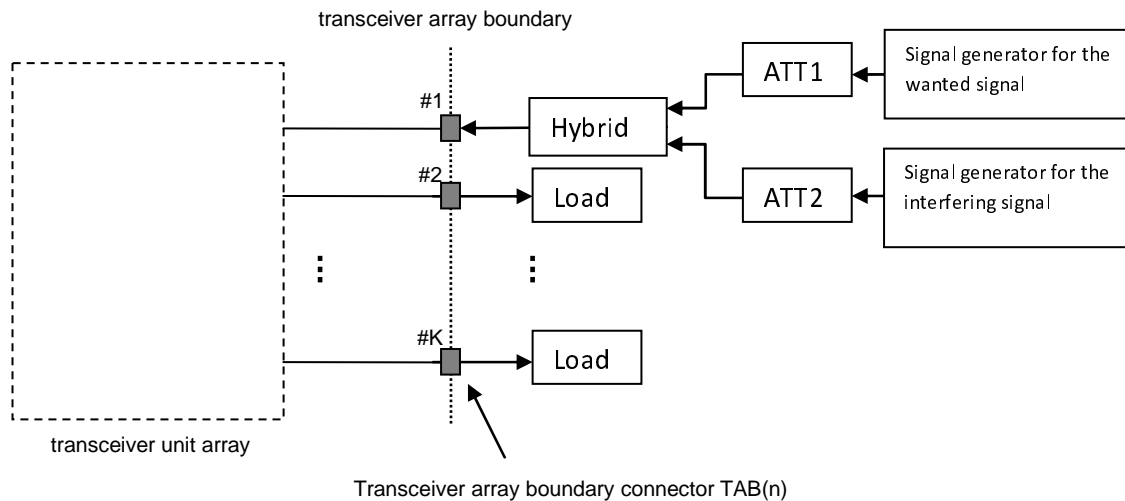 transceiver array boundary
#1
Hybrid
ATT1
Signal generator for the
wanted signal
#2
Load
ATT2
Signal generator for the
interfering signal
#K
Load
transceiver unit array
Transceiver array boundary connector TAB(n)